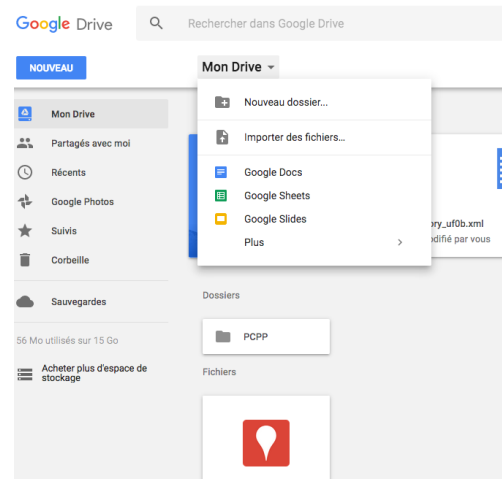 Google Drive
Rechercher dans Google Drive
NOUVEAU
Mon Drive
Nouveau dossier...
Importer des fichiers...
Google Docs
Google Sheets
Google Slides
Plus
Mon Drive
Partagés avec moi
Récents
Google Photos
Suivis
Corbeille
Sauvegardes
56 Mo utilisés sur 15 Go
Acheter plus d'espace de
stockage
ory_uf0b.xml
odifié par vous
Dossiers
PCPP
Fichiers